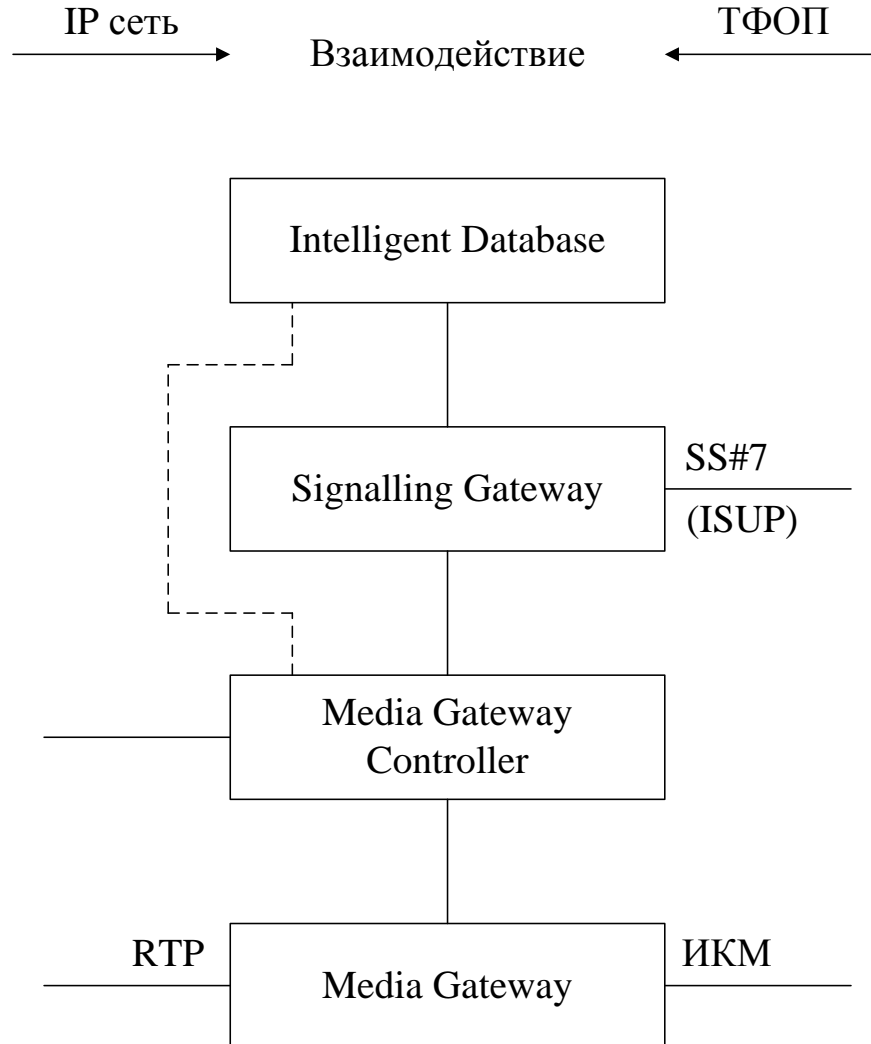 IP сеть
Взаимодействие
ТФОП
Intelligent Database
Signalling Gateway
SS#7
(ISUP)
Media Gateway
Controller
RTP
Media Gateway
ИКМ